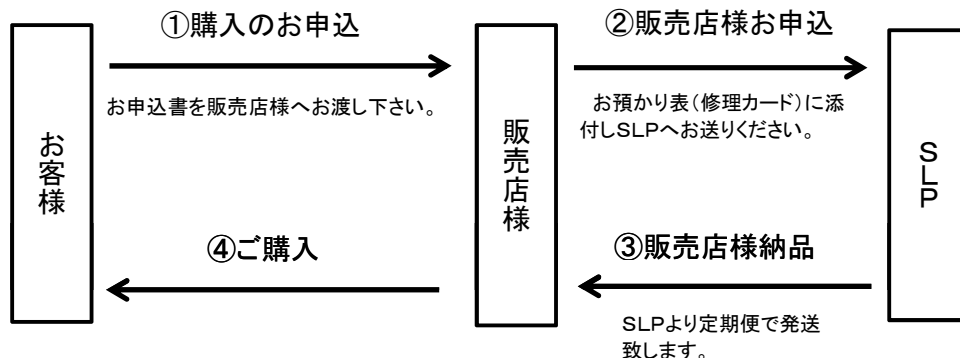 ①購入のお申込
②販売店様お申込
お申込書を販売店様へお渡し下さい。
お預かり表(修理カード)に添
付しSLPへお送りください。
お客様
販売店様
SLP
④ご購入
③販売店様納品
SLPより定期便で発送
致します。